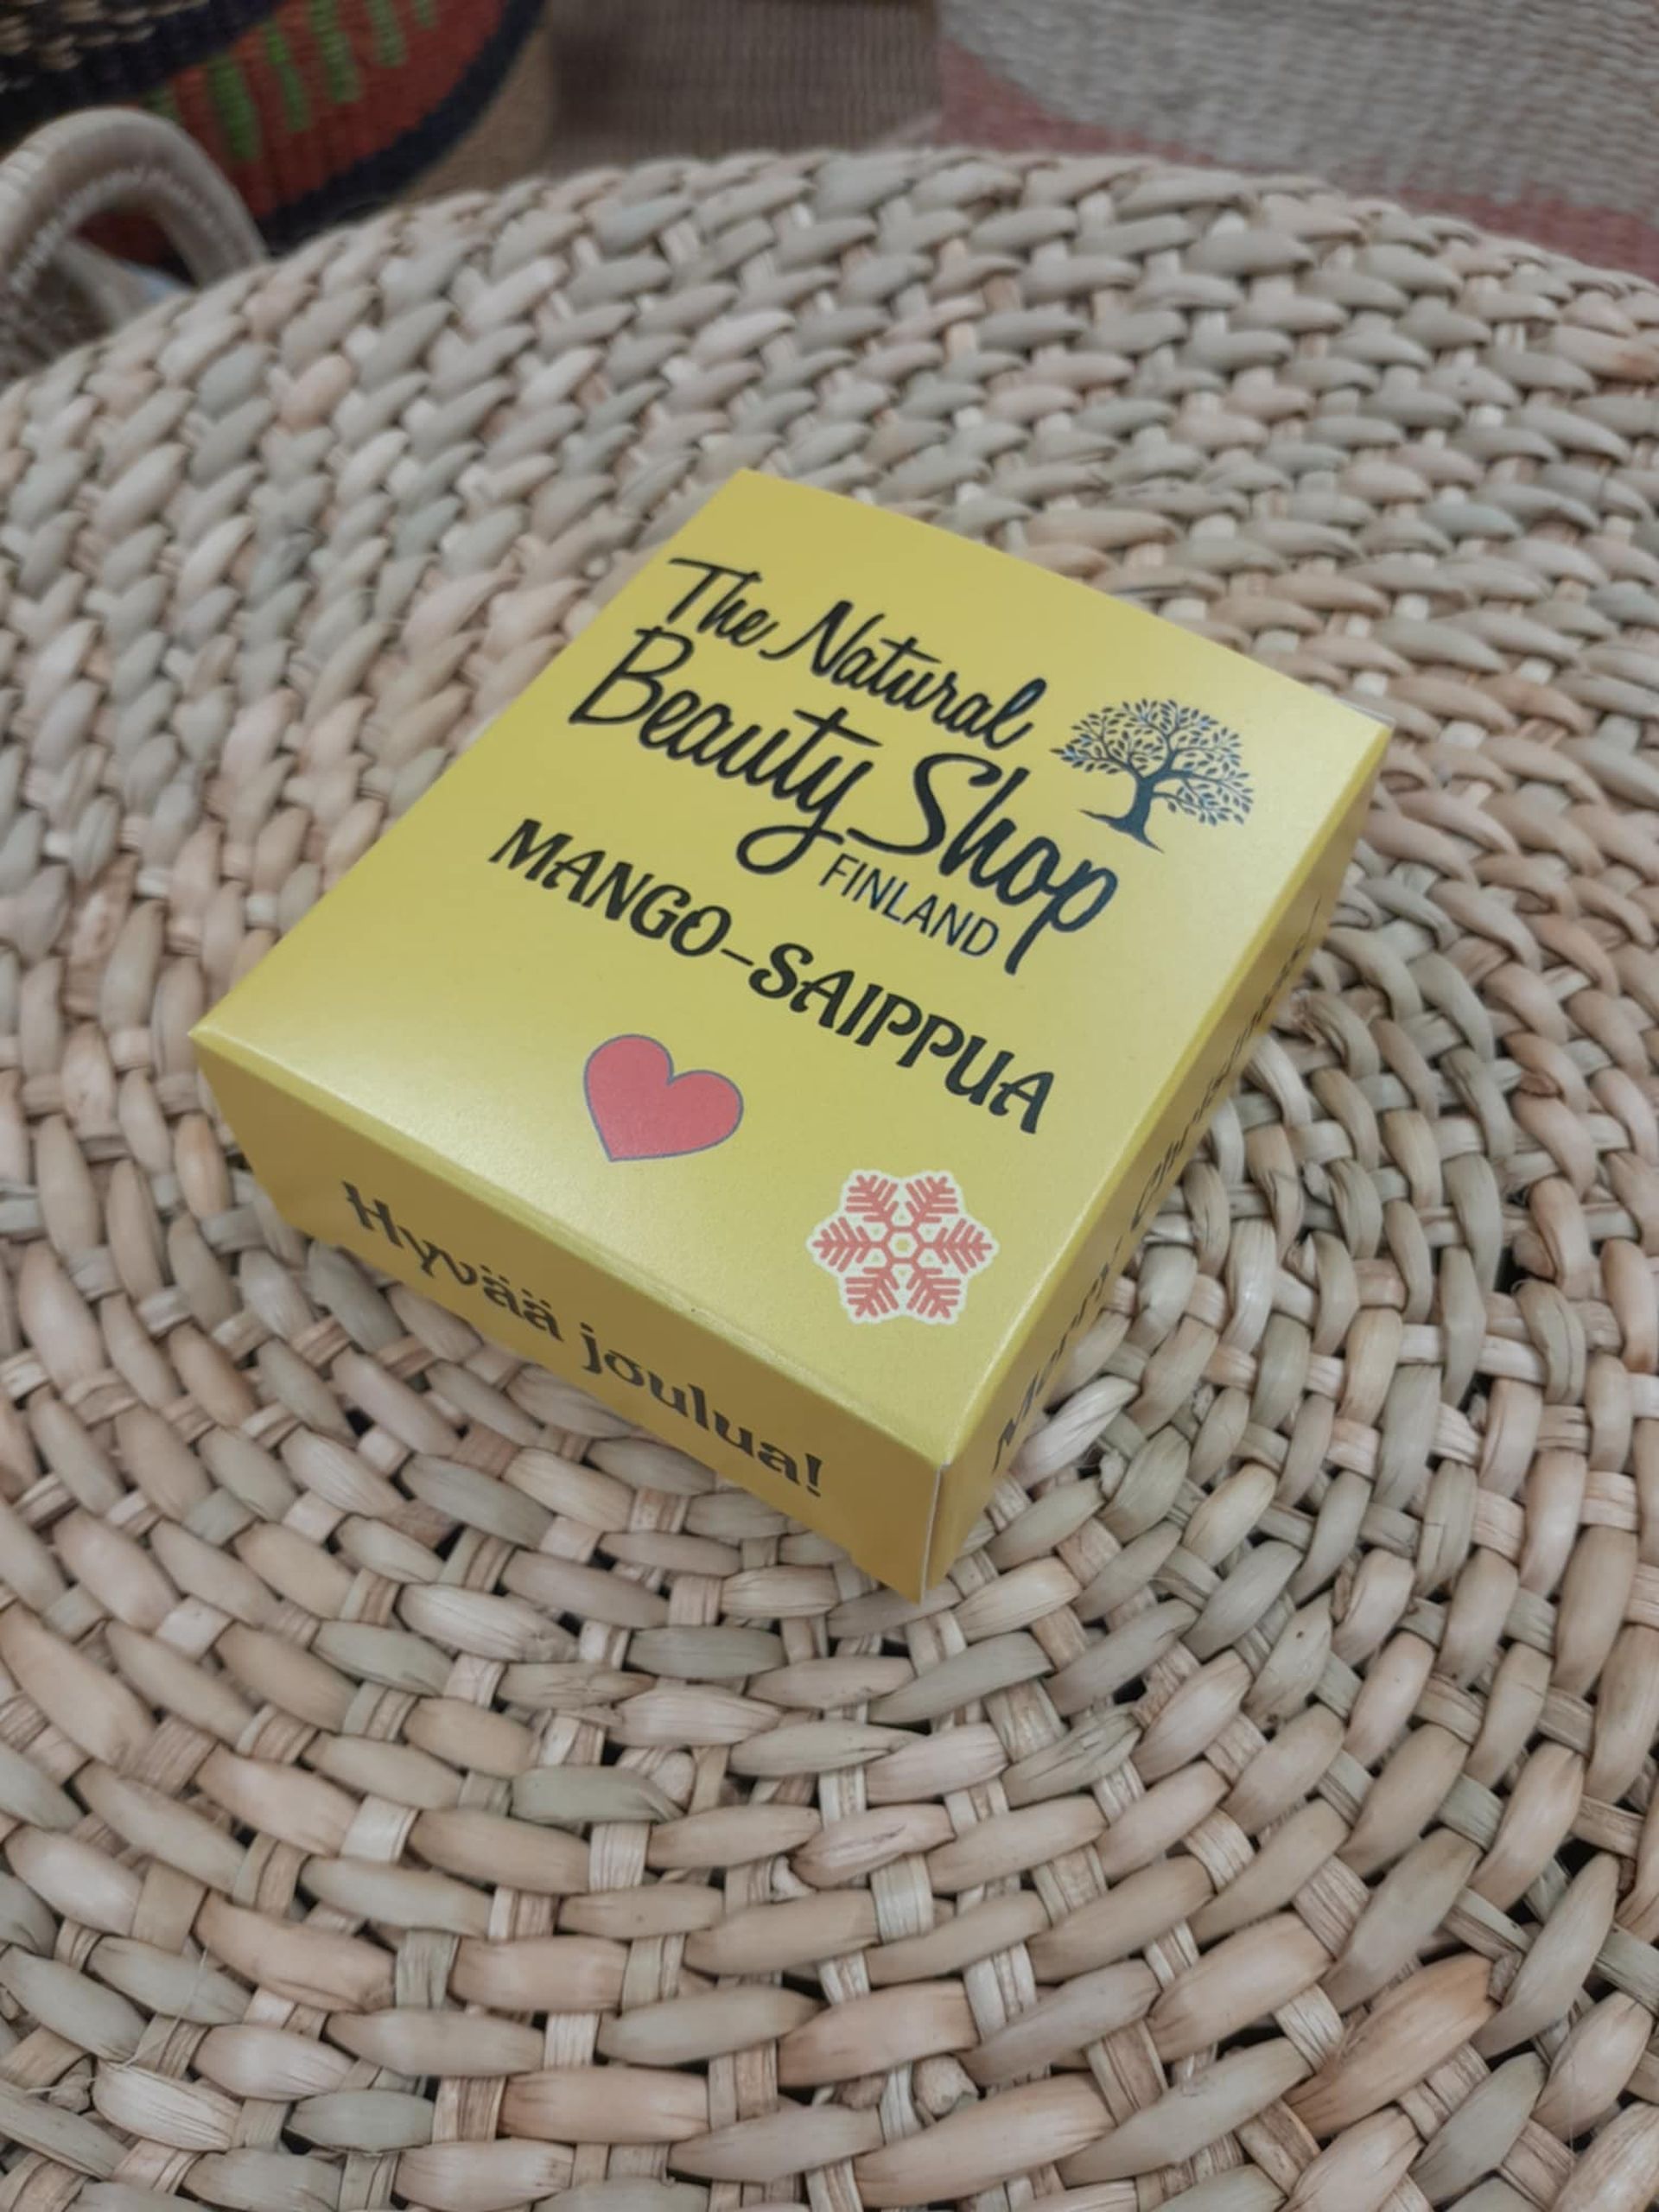 The Natural
Beauty Shop
FINLAND
MANGO-SAIPPUA
Hyvää joulua!